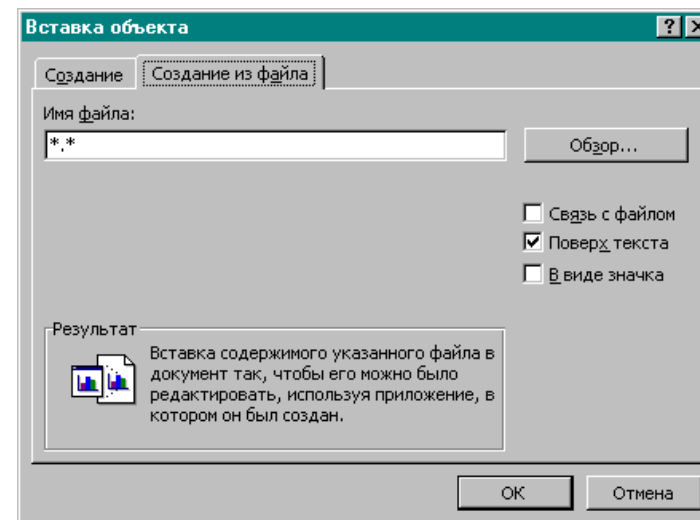 Вставка объекта
Создание
Создание из файла
Имя файла:
*.*
Обзор...
Связь с файлом
Поверх текста
В виде значка
Результат
Вставка содержимого указанного файла в
документ так, чтобы его можно было
редактировать, используя приложение, в
котором он был создан.
OK
Отмена